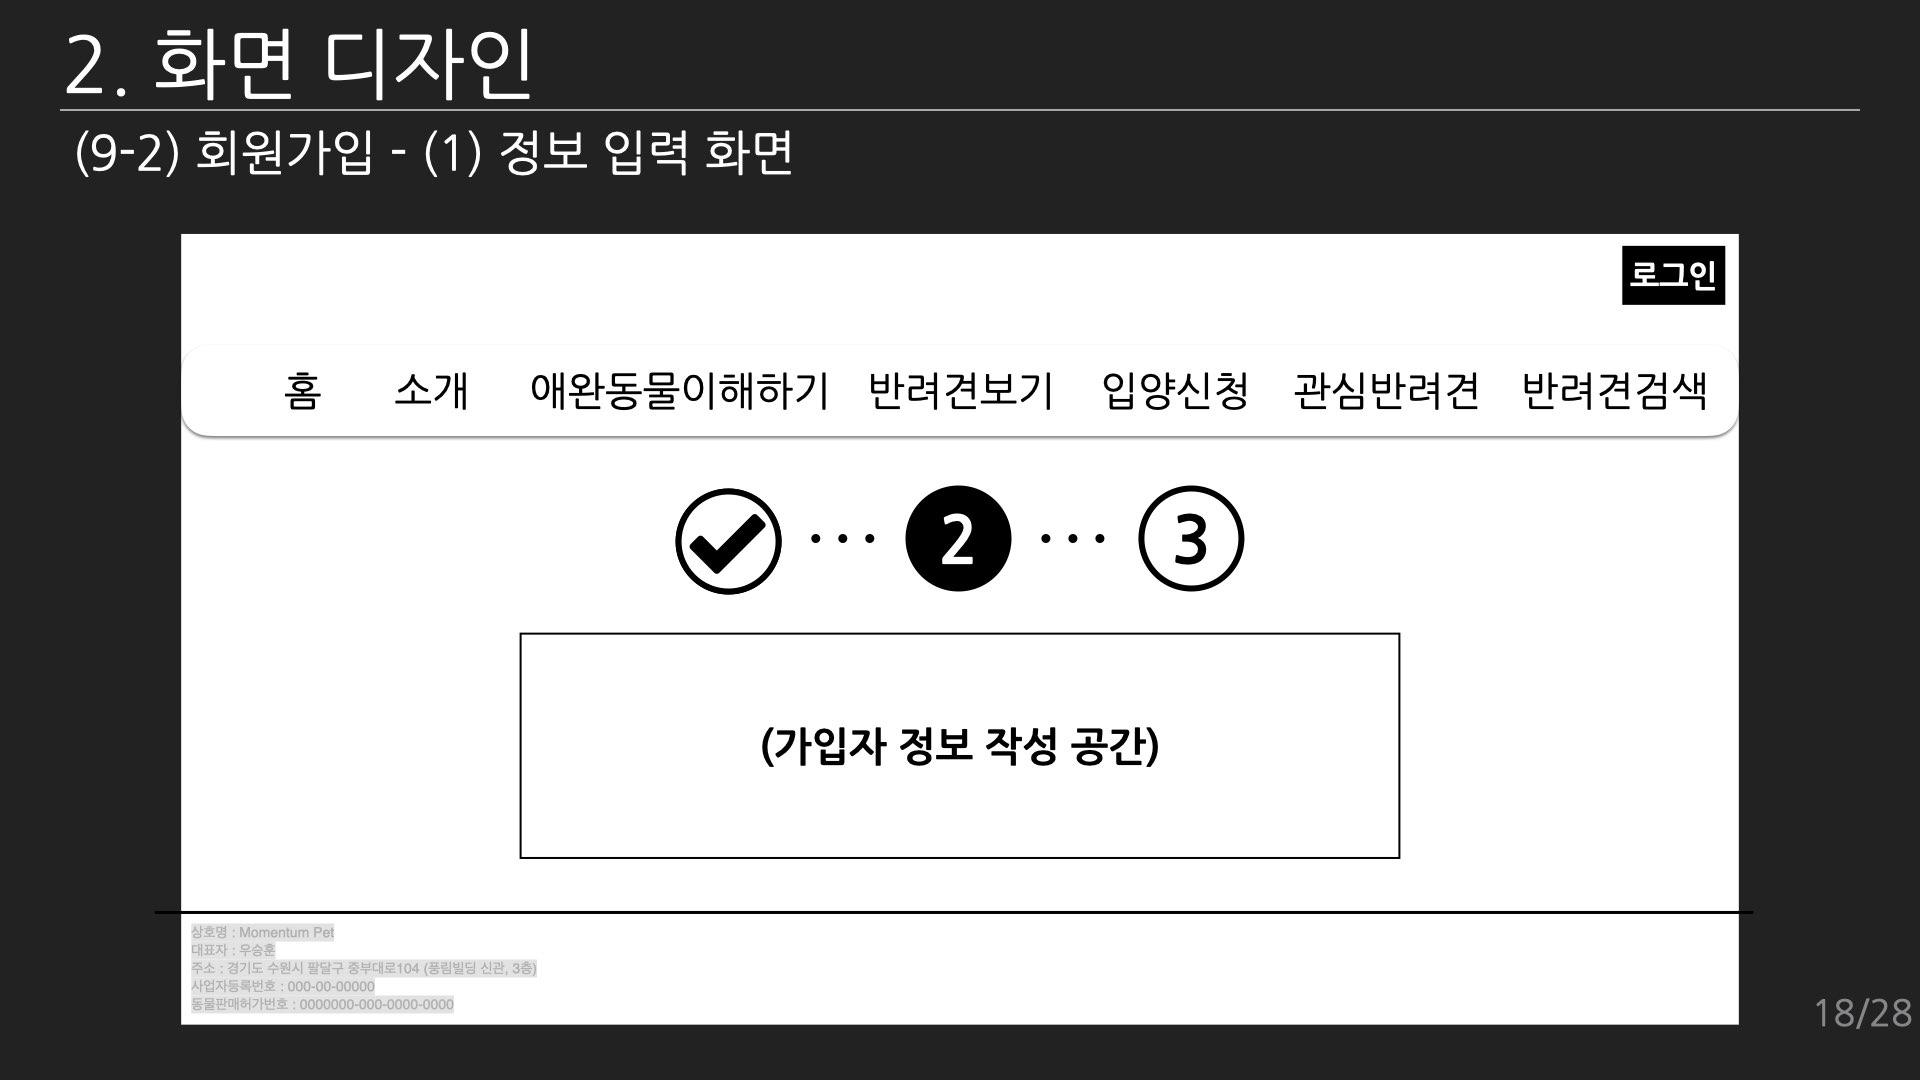 2. 화면 디자인
(9-2) 회원가입 - (1) 정보 입력 화면
로그인
홈 소개 애완동물이해하기 반려견보기 입양신청 관심반려견 반려견검색
... 2 ... 3
(가입자 정보 작성 공간)
상호명 : Momentum Pet
대표자 : 우승훈
주소 : 경기도 수원시 팔달구 중부대로104 (풍림빌딩 신관, 3층)
사업자등록번호 : 000-00-00000
동물판매허가번호 : 0000000-000-0000-0000
18/28